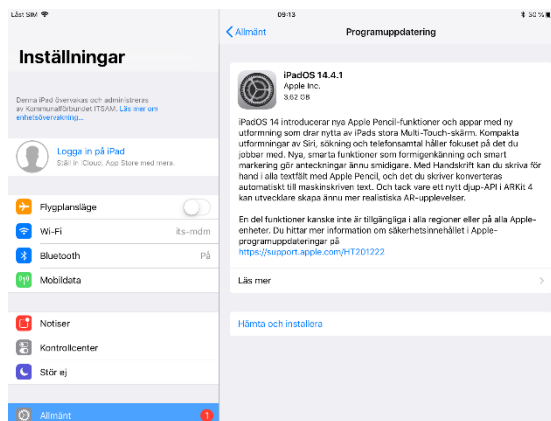 Låst SIM
09:13
30 %
Inställningar
Denna iPad övervakas och administreras
av Kommunalförbundet ITSAM. Läs mer om
enhetsövervakning...
Logga in på iPad
Ställ in iCloud, App Store med mera.
Flygplansläge
Wi-Fi
its-mdm
Bluetooth
På
Mobildata
Notiser
Kontrollcenter
Stör ej
Allmänt
1
Allmänt
Programuppdatering
iPadOS 14.4.1
Apple Inc.
3,62 GB
iPadOS 14 introducerar nya Apple Pencil-funktioner och appar med ny
utformning som drar nytta av iPads stora Multi-Touch-skärm. Kompakta
utformningar av Siri, sökning och telefonsamtal håller fokuset på det du
jobbar med. Nya, smarta funktioner som formigenkänning och smart
markering gör anteckningar ännu smidigare. Med Handskrift kan du skriva för
hand i alla textfält med Apple Pencil, och det du skriver konverteras
automatiskt till maskinskriven text. Och tack vare ett nytt djup-API i ARKit 4
kan utvecklare skapa ännu mer realistiska AR-upplevelser.
En del funktioner kanske inte är tillgängliga i alla regioner eller på alla Apple-
enheter. Du hittar mer information om säkerhetsinnehållet i Apple-
programuppdateringar på
https://support.apple.com/HT201222
Läs mer
Hämta och installera